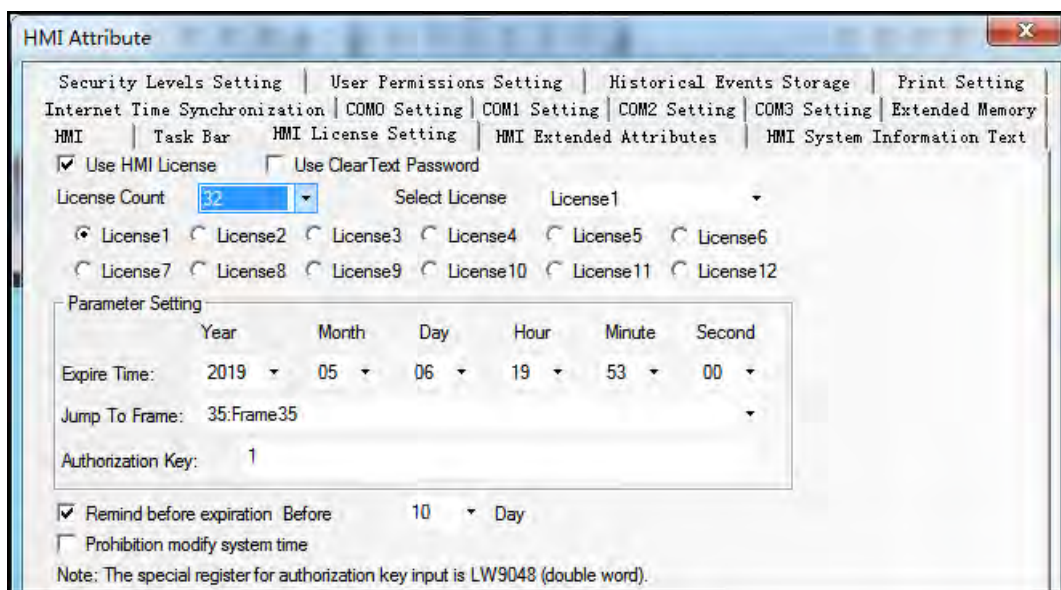 HMI Attribute
Security Levels Setting | User Permissions Setting | Historical Events Storage | Print Setting
Internet Time Synchronization | COM0 Setting | COM1 Setting | COM2 Setting | COM3 Setting | Extended Memory
HMI | Task Bar HMI License Setting | HMI Extended Attributes | HMI System Information Text
Use HMI License Use ClearText Password
License Count 32 Select License License1
License1 License2 License3 License4 License5 License6
License7 License8 License9 License10 License11 License12
Parameter Setting
Year Month Day Hour Minute Second
Expire Time: 2019 05 06 19 53 00
Jump To Frame: 35:Frame35
Authorization Key: 1
Remind before expiration Before 10 Day
Prohibition modify system time
Note: The special register for authorization key input is LW9048 (double word).